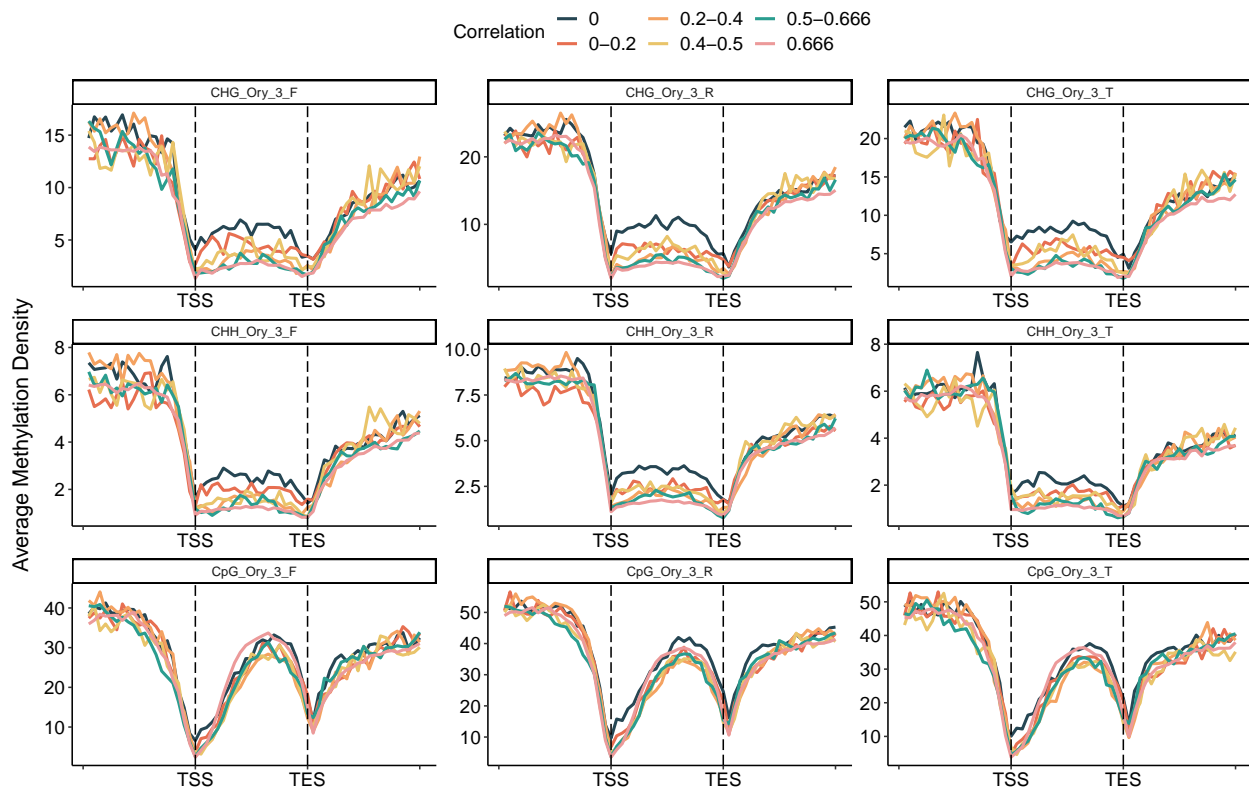 Correlation
0
0.2−0.4
0.5−0.666
0−0.2
0.4−0.5
0.666
Average Methylation Density
CHG_Ory_3_F
CHG_Ory_3_R
CHG_Ory_3_T
15
10
5
20
10
20
15
10
5
TSS
TES
TSS
TES
TSS
TES
CHH_Ory_3_F
CHH_Ory_3_R
CHH_Ory_3_T
8
6
4
2
10.0
7.5
5.0
2.5
8
6
4
2
TSS
TES
TSS
TES
TSS
TES
CpG_Ory_3_F
CpG_Ory_3_R
CpG_Ory_3_T
40
30
20
10
50
40
30
20
10
50
40
30
20
10
TSS
TES
TSS
TES
TSS
TES